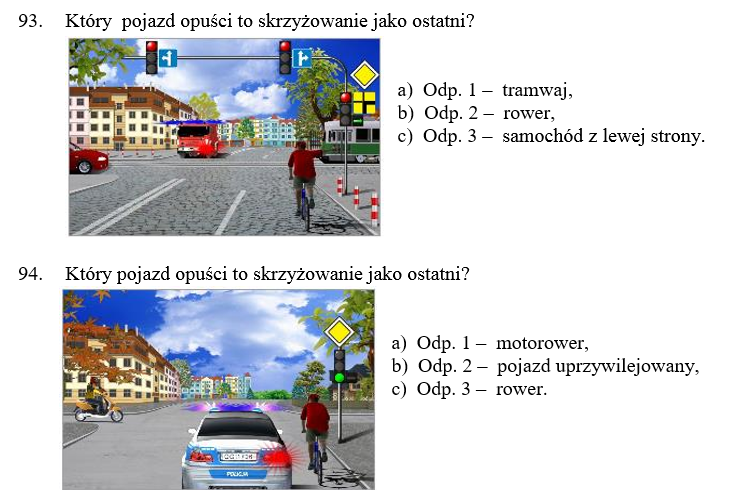 93. Który pojazd opuści to skrzyżowanie jako ostatni?
a) Odp. 1 – tramwaj,
b) Odp. 2 – rower,
c) Odp. 3 – samochód z lewej strony.
94. Który pojazd opuści to skrzyżowanie jako ostatni?
a) Odp. 1 – motorower,
b) Odp. 2 – pojazd uprzywilejowany,
c) Odp. 3 – rower.
POLICJA